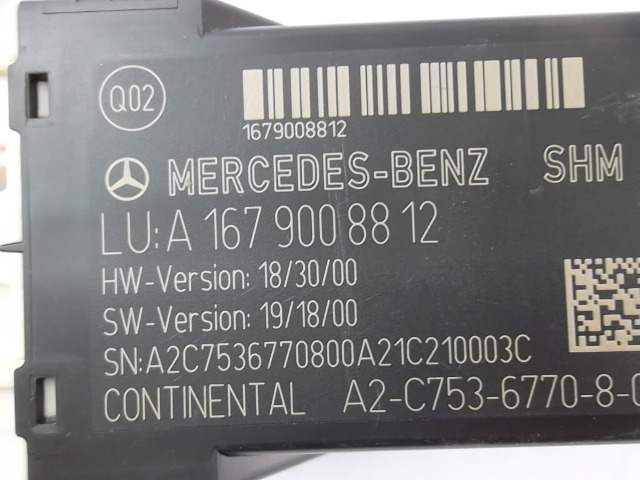 Q02
1679008812
MERCEDES-BENZ SHM
LU: A 167 900 88 12
HW-Version: 18/30/00
SW-Version: 19/18/00
SN:A2C7536770800A21C210003C
CONTINENTAL A2-C753-6770-8-0